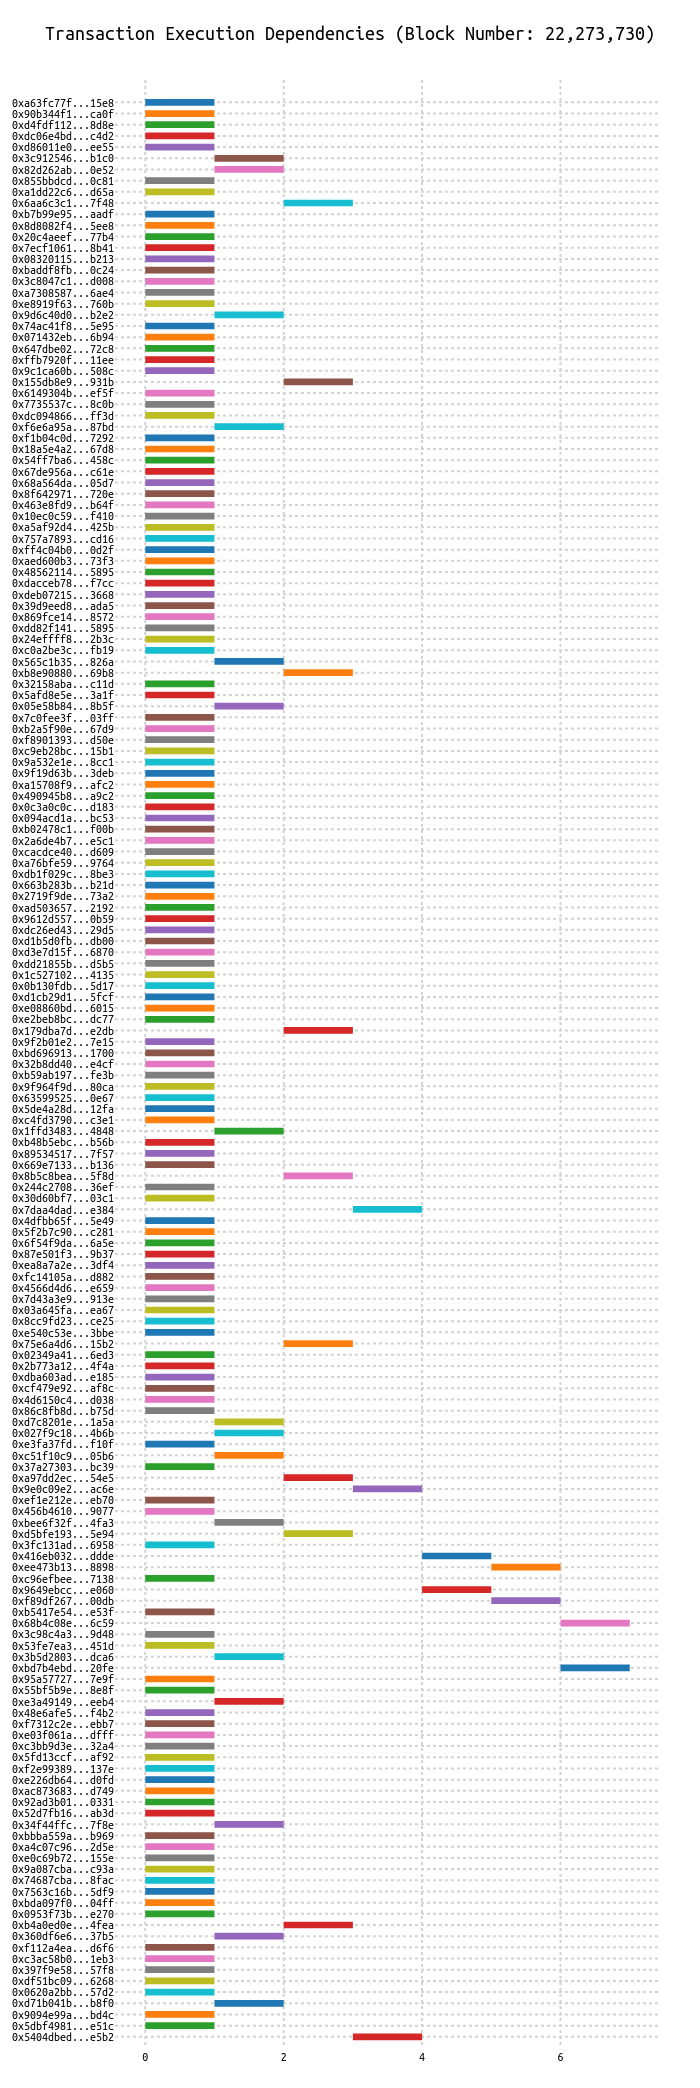 Transaction Execution Dependencies (Block Number: 22,273,730)
0xa63fc77f...15e8
0x90b344f1...ca0f
0xd4fdf112...8d8e
0xdc06e4bd...c4d2
0xd86011e0...ee55
0x3c912546...b1c0
0x82d262ab...0e52
0x855bbdcd...0c81
0xa1dd22c6...d65a
0x6aa6c3c1...7f48
0xb7b99e95...aadf
0x8d8082f4...5ee8
0x20c4aeef...77b4
0x7ecf1061...8b41
0x08320115...b213
0xbaddf8fb...0c24
0x3c8047c1...d008
0xa7308587...6ae4
0xe8919f63...760b
0x9d6c40d0...b2e2
0x74ac41f8...5e95
0x071432eb...6b94
0x647dbe02...72c8
0xffb7920f...11ee
0x9c1ca60b...508c
0x155db8e9...931b
0x6149304b...ef5f
0x7735537c...8c0b
0xdc094866...ff3d
0xf6e6a95a...87bd
0xf1b04c0d...7292
0x18a5e4a2...67d8
0x54ff7ba6...458c
0x67de956a...c61e
0x68a564da...05d7
0x8f642971...720e
0x463e8fd9...b64f
0x10ec0c59...f410
0xa5af92d4...425b
0x757a7893...cd16
0xff4c04b0...0d2f
0xaed600b3...73f3
0x48562114...5895
0xdacceb78...f7cc
0xdeb07215...3668
0x39d9eed8...ada5
0x869fce14...8572
0xdd82f141...5895
0x24effff8...2b3c
0xc0a2be3c...fb19
0x565c1b35...826a
0xb8e90880...69b8
0x32158aba...c11d
0x5afd8e5e...3a1f
0x05e58b84...8b5f
0x7c0fee3f...03ff
0xb2a5f90e...67d9
0xf8901393...d50e
0xc9eb28bc...15b1
0x9a532e1e...8cc1
0x9f19d63b...3deb
0xa15708f9...afc2
0x490945b8...a9c2
0x0c3a0c0c...d183
0x094acd1a...bc53
0xb02478c1...f00b
0x2a6de4b7...e5c1
0xcacdce40...d609
0xa76bfe59...9764
0xdb1f029c...8be3
0x663b283b...b21d
0x2719f9de...73a2
0xad503657...2192
0x9612d557...0b59
0xdc26ed43...29d5
0xd1b5d0fb...db00
0xd3e7d15f...6870
0xdd21855b...d5b5
0x1c527102...4135
0x0b130fdb...5d17
0xd1cb29d1...5fcf
0xe08860bd...6015
0xe2beb8bc...dc77
0x179dba7d...e2db
0x9f2b01e2...7e15
0xbd696913...1700
0x32b8dd40...e4cf
0xb59ab197...fe3b
0x9f964f9d...80ca
0x63599525...0e67
0x5de4a28d...12fa
0xc4fd3790...c3e1
0x1ffd3483...4848
0xb48b5ebc...b56b
0x89534517...7f57
0x669e7133...b136
0x8b5c8bea...5f8d
0x244c2708...36ef
0x30d60bf7...03c1
0x7daa4dad...e384
0x4dfbb65f...5e49
0x5f2b7c90...c281
0x6f54f9da...6a5e
0x87e501f3...9b37
0xea8a7a2e...3df4
0xfc14105a...d882
0x4566d4d6...e659
0x7d43a3e9...913e
0x03a645fa...ea67
0x8cc9fd23...ce25
0xe540c53e...3bbe
0x75e6a4d6...15b2
0x02349a41...6ed3
0x2b773a12...4f4a
0xdba603ad...e185
0xcf479e92...af8c
0x4d6150c4...d038
0x86c8fb8d...b75d
0xd7c8201e...1a5a
0x027f9c18...4b6b
0xe3fa37fd...f10f
0xc51f10c9...05b6
0x37a27303...bc39
0xa97dd2ec...54e5
0x9e0c09e2...ac6e
0xef1e212e...eb70
0x456b4610...9077
0xbee6f32f...4fa3
0xd5bfe193...5e94
0x3fc131ad...6958
0x416eb032...ddde
0xee473b13...8898
0xc96efbee...7138
0x9649ebcc...e060
0xf89df267...00db
0xb5417e54...e53f
0x68b4c08e...6c59
0x3c98c4a3...9d48
0x53fe7ea3...451d
0x3b5d2803...dca6
0xbd7b4ebd...20fe
0x95a57727...7e9f
0x55bf5b9e...8e8f
0xe3a49149...eeb4
0x48e6afe5...f4b2
0xf7312c2e...ebb7
0xe03f061a...dfff
0xc3bb9d3e...32a4
0x5fd13ccf...af92
0xf2e99389...137e
0xe226db64...d0fd
0xac873683...d749
0x92ad3b01...0331
0x52d7fb16...ab3d
0x34f44ffc...7f8e
0xbbba559a...b969
0xa4c07c96...2d5e
0xe0c69b72...155e
0x9a087cba...c93a
0x74687cba...8fac
0x7563c16b...5df9
0xbda097f0...04ff
0x0953f73b...e270
0xb4a0ed0e...4fea
0x360df6e6...37b5
0xf112a4ea...d6f6
0xc3ac58b0...1eb3
0x397f9e58...57f8
0xdf51bc09...6268
0x0620a2bb...57d2
0xd71b041b...b8f0
0x9094e99a...bd4c
0x5dbf4981...e51c
0x5404dbed...e5b2
0 2 4 6